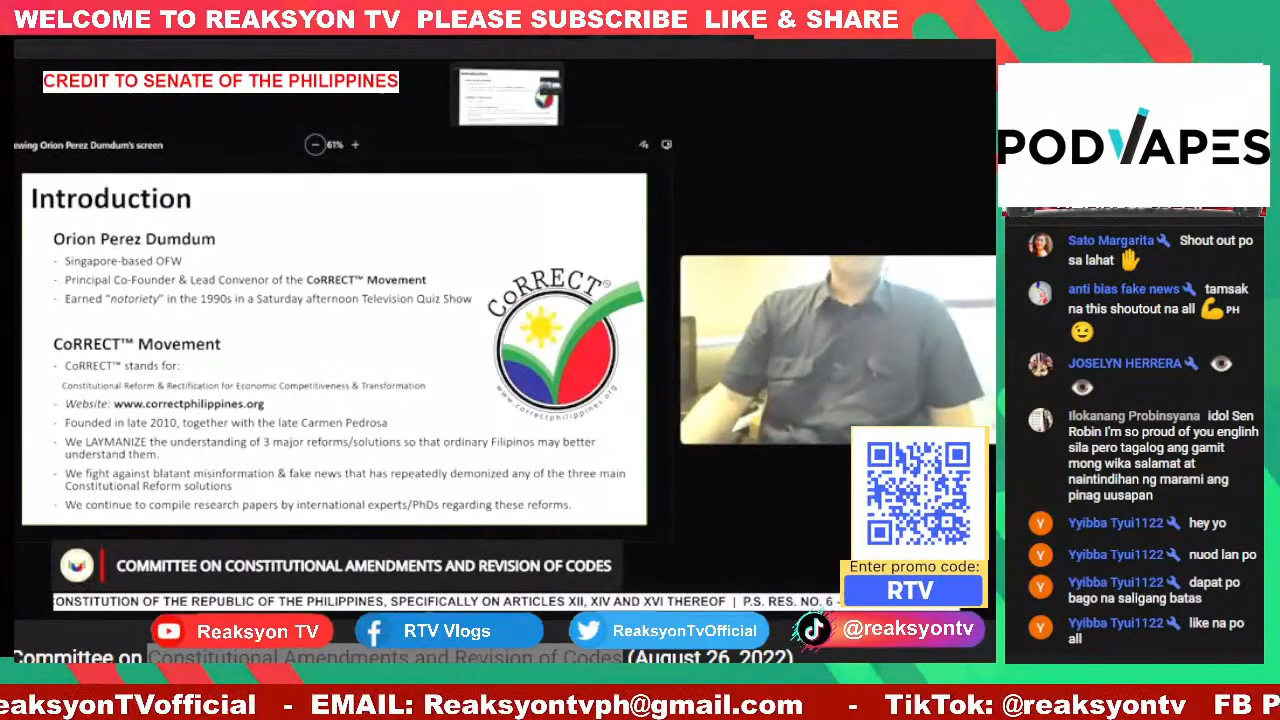 WELCOME TO REAKSYON TV PLEASE SUBSCRIBE LIKE & SHARE
CREDIT TO SENATE OF THE PHILIPPINES
ewing Orion Perez Dumdum's screen
61%
Introduction
Orion Perez Dumdum
- Singapore-based OFW
- Principal Co-Founder & Lead Convenor of the CoRRECT™ Movement
- Earned “notoriety” in the 1990s in a Saturday afternoon Television Quiz Show
CoRRECT™ Movement
- CoRRECT™ stands for:
Constitutional Reform & Rectification for Economic Competitiveness & Transformation
- Website: www.correctphilippines.org
- Founded in late 2010, together with the late Carmen Pedrosa
- We LAYMANIZE the understanding of 3 major reforms/solutions so that ordinary Filipinos may better
understand them.
- We fight against blatant misinformation & fake news that has repeatedly demonized any of the three main
Constitutional Reform solutions
- We continue to compile research papers by international experts/PhDs regarding these reforms.
CoRRECT®
www.correctphilippines.org
COMMITTEE ON CONSTITUTIONAL AMENDMENTS AND REVISION OF CODES
ONSTITUTION OF THE REPUBLIC OF THE PHILIPPINES, SPECIFICALLY ON ARTICLES XII, XIV AND XVI THEREOF | P.S. RES. NO. 6 -
Enter promo code:
RTV
Reaksyon TV
RTV Vlogs
ReaksyonTvOfficial
@reaksyontv
Committee on Constitutional Amendments and Revision of Codes (August 26, 2022)
PODVAPES
Sato Margarita Shout out po
sa lahat
anti bias fake news tamsak
na this shoutout na all PH
JOSELYN HERRERA
Ilokanang Probinsyana idol Sen
Robin I'm so proud of you englinh
sila pero tagalog ang gamit
mong wika salamat at
naintindihan ng marami ang
pinag uusapan
Yyibba Tyui1122 hey yo
Yyibba Tyui1122 nuod lan po
Yyibba Tyui1122 dapat po
bago na saligang batas
Yyibba Tyui1122 like na po
all
eaksyonTVofficial - EMAIL: Reaksyontvph@gmail.com - TikTok: @reaksyontv FB P